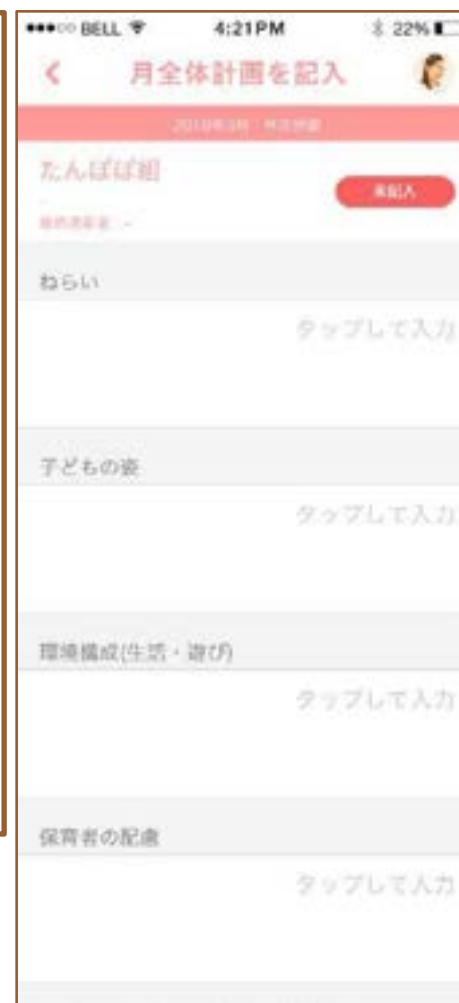 BELL 4:21PM 22%
月全体計画を記入
たんぽぽ組
未記入
ねらい
タップして入力
子どもの姿
タップして入力
環境構成(生活・遊び)
タップして入力
保育者の配慮
タップして入力